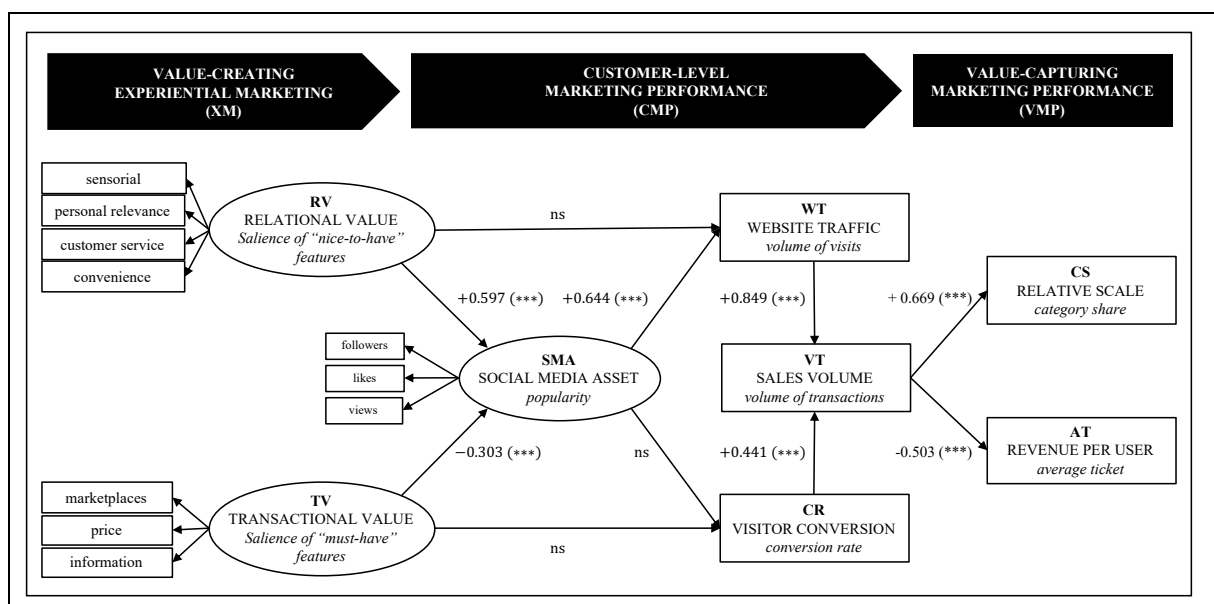 VALUE-CREATING
EXPERIENTIAL MARKETING
(XM)
CUSTOMER-LEVEL
MARKETING PERFORMANCE
(CMP)
VALUE-CAPTURING
MARKETING PERFORMANCE
(VMP)
sensorial
personal relevance
customer service
convenience
RV
RELATIONAL VALUE
Salience of “nice-to-have”
features
ns
WT
WEBSITE TRAFFIC
volume of visits
+0.597 (***)
+0.644 (***)
+0.849 (***)
+ 0.669 (***)
CS
RELATIVE SCALE
category share
followers
likes
views
SMA
SOCIAL MEDIA ASSET
popularity
VT
SALES VOLUME
volume of transactions
−0.303 (***)
ns
+0.441 (***)
-0.503 (***)
AT
REVENUE PER USER
average ticket
marketplaces
price
information
TV
TRANSACTIONAL VALUE
Salience of “must-have”
features
ns
CR
VISITOR CONVERSION
conversion rate